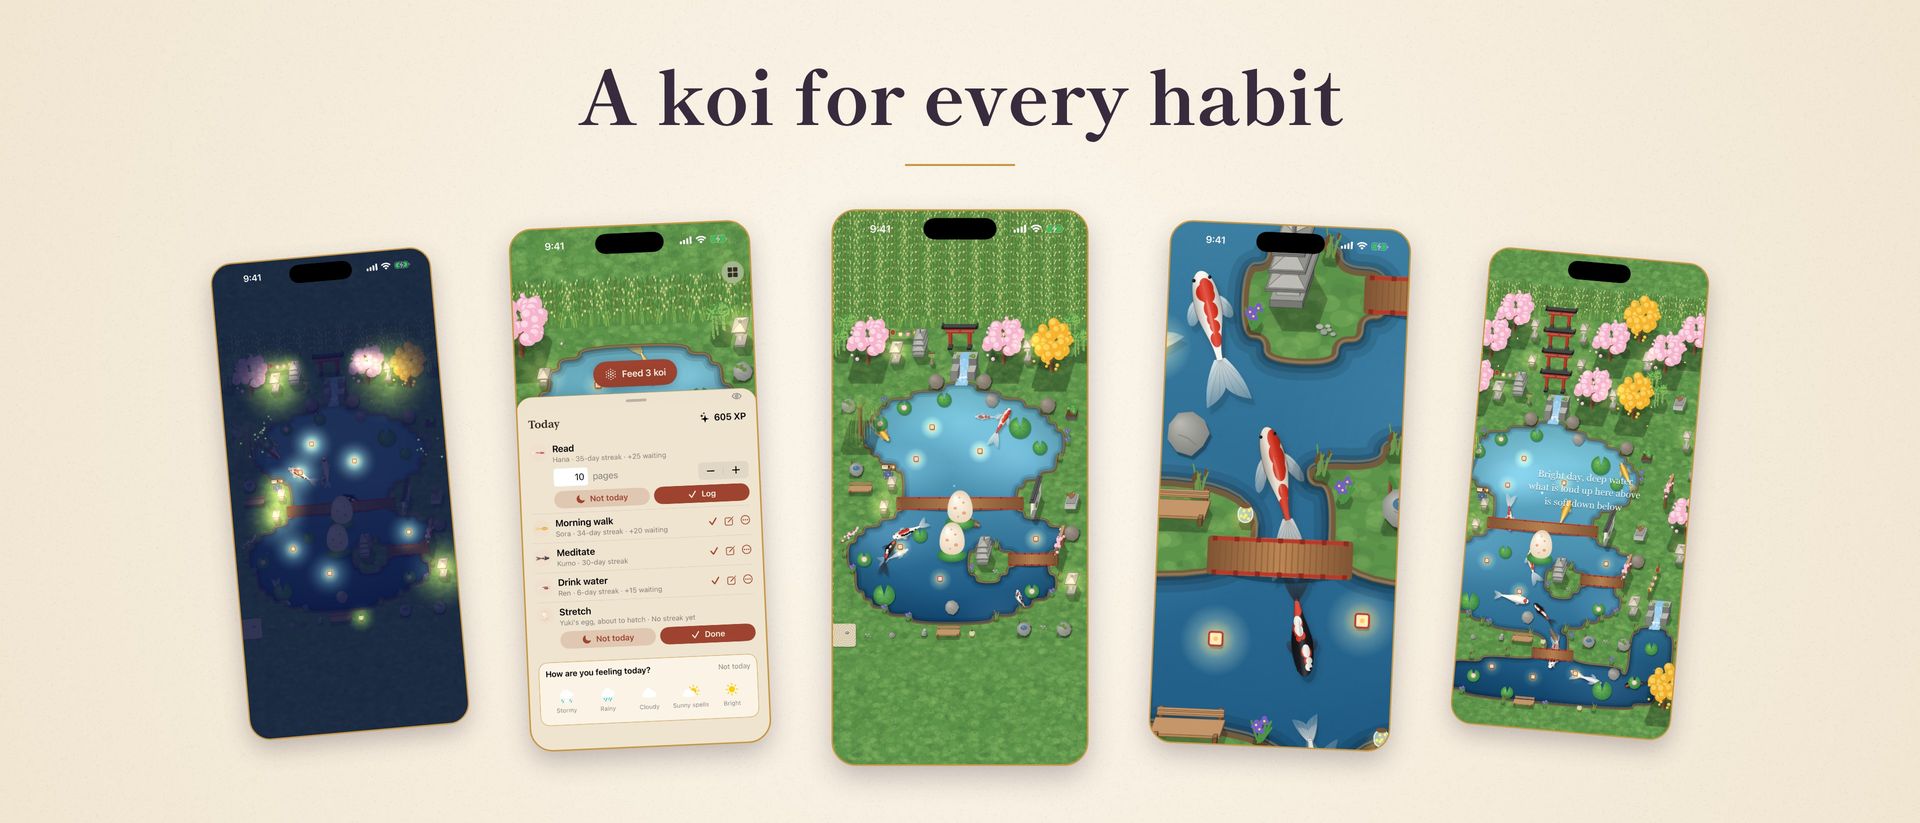 A koi for every habit
9:41
9:41
Feed 3 koi
Today
605 XP
Read
Hana · 35-day streak · +25 waiting
10 pages
Not today
Log
Morning walk
Sora · 34-day streak · +20 waiting
Meditate
Kumo · 30-day streak
Drink water
Ren · 6-day streak · +15 waiting
Stretch
Yuki's egg, about to hatch · No streak yet
Not today
Done
How are you feeling today?
Not today
Stormy
Rainy
Cloudy
Sunny spells
Bright
9:41
9:41
Bright day, deep water
what is loud up here above
is soft down below